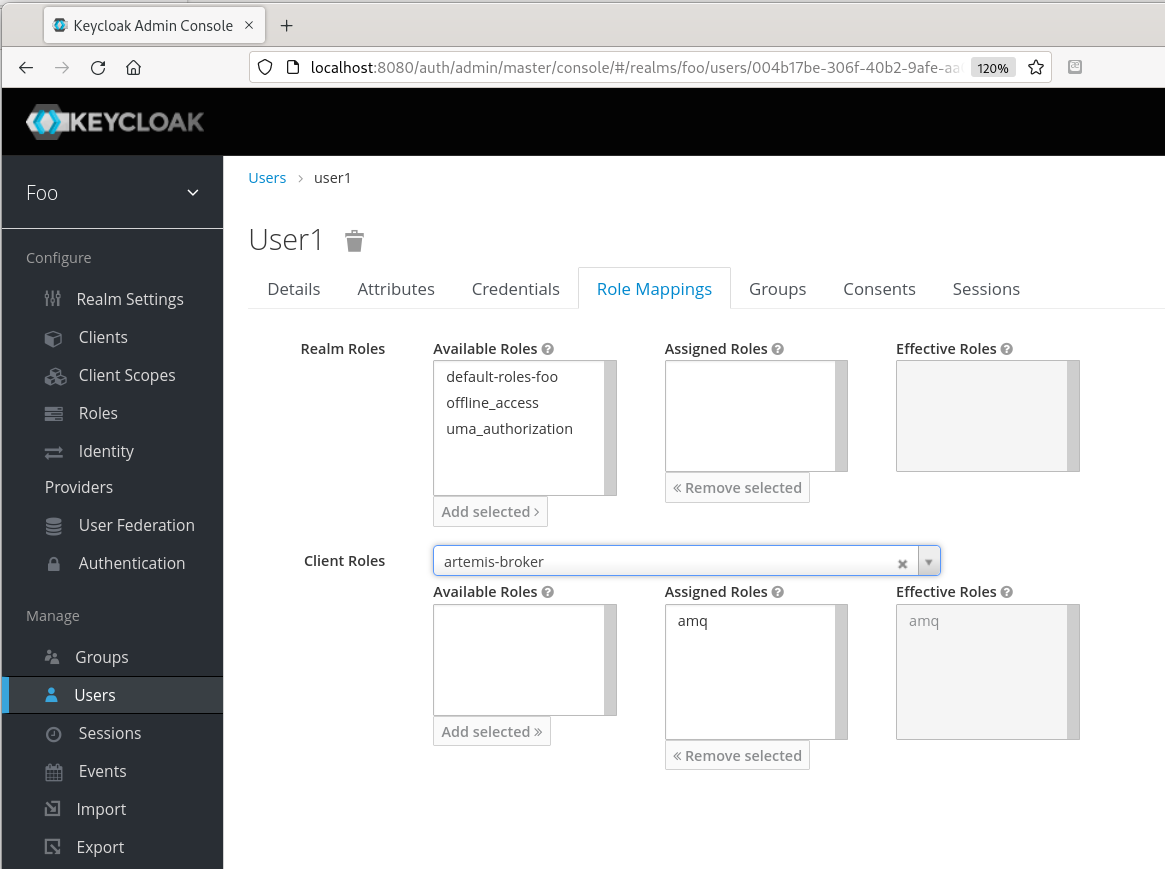 Keycloak Admin Console × +
localhost:8080/auth/admin/master/console/#/realms/foo/users/004b17be-306f-40b2-9afe-aa 120%
KEYCLOAK
Foo
Configure
Realm Settings
Clients
Client Scopes
Roles
Identity
Providers
User Federation
Authentication
Manage
Groups
Users
Sessions
Events
Import
Export
Users > user1
User1
Details Attributes Credentials Role Mappings Groups Consents Sessions
Realm Roles Available Roles ? Assigned Roles ? Effective Roles ?
default-roles-foo
offline_access
uma_authorization
« Remove selected
Add selected ›
Client Roles artemis-broker
Available Roles ? Assigned Roles ? Effective Roles ?
amq amq
Add selected »
« Remove selected